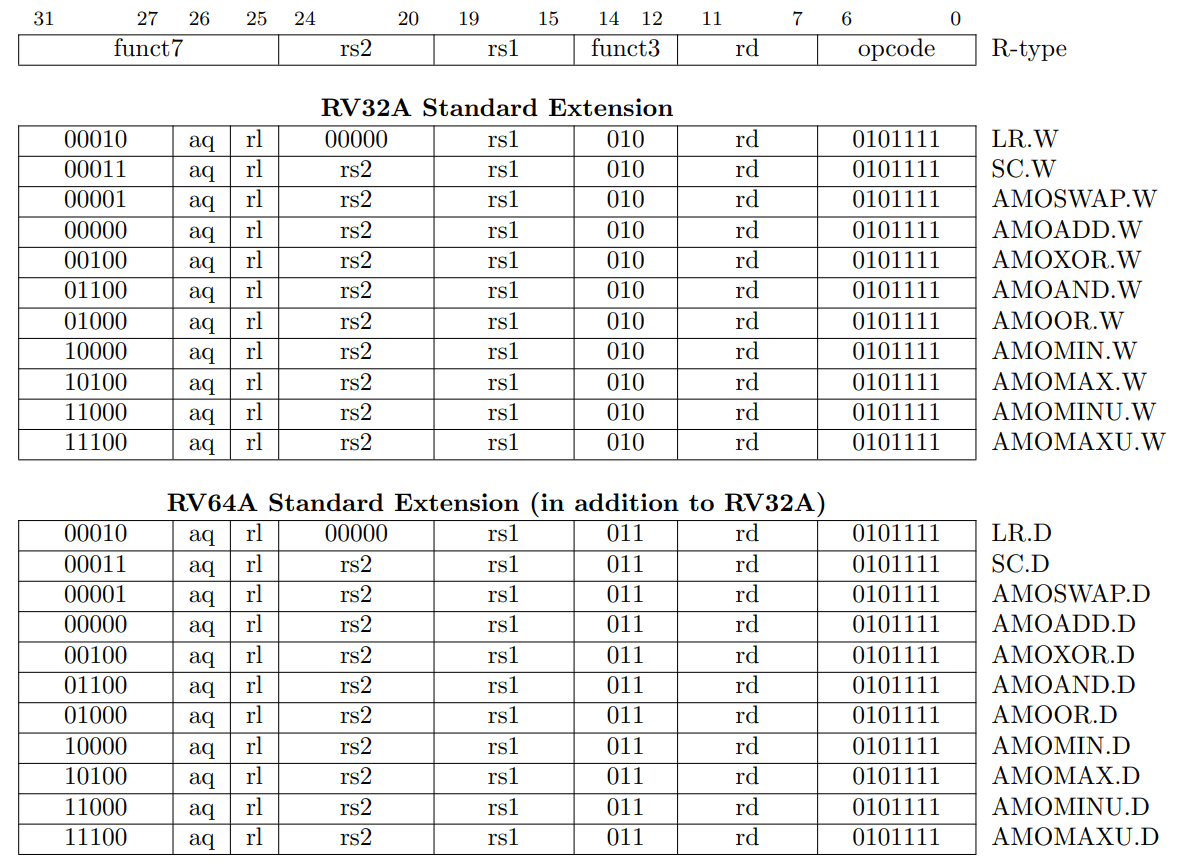 31 27 26 25 24 20 19 15 14 12 11 7 6 0
funct7 rs2 rs1 funct3 rd opcode R-type
RV32A Standard Extension
00010 aq rl 00000 rs1 010 rd 0101111 LR.W
00011 aq rl rs2 rs1 010 rd 0101111 SC.W
00001 aq rl rs2 rs1 010 rd 0101111 AMOSWAP.W
00000 aq rl rs2 rs1 010 rd 0101111 AMOADD.W
00100 aq rl rs2 rs1 010 rd 0101111 AMOXOR.W
01100 aq rl rs2 rs1 010 rd 0101111 AMOAND.W
01000 aq rl rs2 rs1 010 rd 0101111 AMOOR.W
10000 aq rl rs2 rs1 010 rd 0101111 AMOMIN.W
10100 aq rl rs2 rs1 010 rd 0101111 AMOMAX.W
11000 aq rl rs2 rs1 010 rd 0101111 AMOMINU.W
11100 aq rl rs2 rs1 010 rd 0101111 AMOMAXU.W
RV64A Standard Extension (in addition to RV32A)
00010 aq rl 00000 rs1 011 rd 0101111 LR.D
00011 aq rl rs2 rs1 011 rd 0101111 SC.D
00001 aq rl rs2 rs1 011 rd 0101111 AMOSWAP.D
00000 aq rl rs2 rs1 011 rd 0101111 AMOADD.D
00100 aq rl rs2 rs1 011 rd 0101111 AMOXOR.D
01100 aq rl rs2 rs1 011 rd 0101111 AMOAND.D
01000 aq rl rs2 rs1 011 rd 0101111 AMOOR.D
10000 aq rl rs2 rs1 011 rd 0101111 AMOMIN.D
10100 aq rl rs2 rs1 011 rd 0101111 AMOMAX.D
11000 aq rl rs2 rs1 011 rd 0101111 AMOMINU.D
11100 aq rl rs2 rs1 011 rd 0101111 AMOMAXU.D